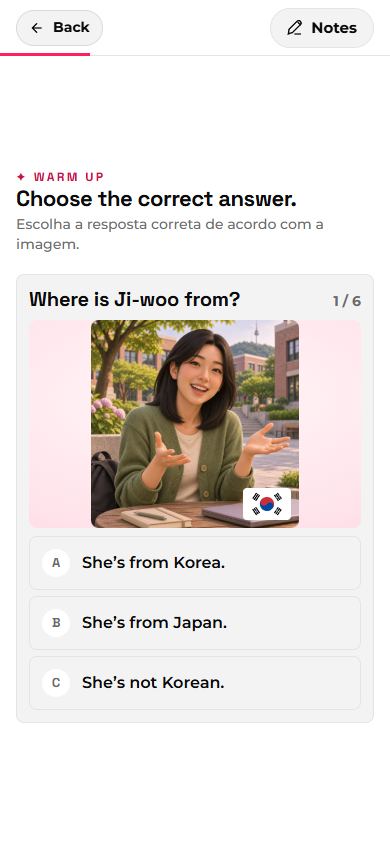 Back
Notes
WARM UP
Choose the correct answer.
Escolha a resposta correta de acordo com a
imagem.
Where is Ji-woo from?
1 / 6
A She’s from Korea.
B She’s from Japan.
C She’s not Korean.